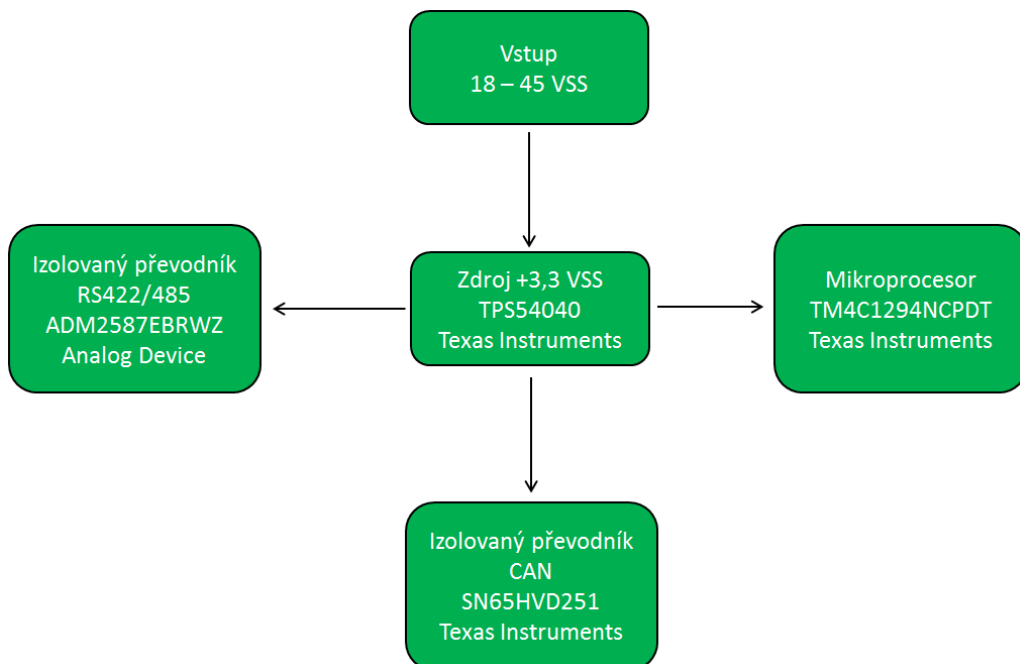 Vstup
18 – 45 VSS
Izolovaný převodník
RS422/485
ADM2587EBRWZ
Analog Device
Zdroj +3,3 VSS
TPS54040
Texas Instruments
Mikroprocesor
TM4C1294NCPDT
Texas Instruments
Izolovaný převodník
CAN
SN65HVD251
Texas Instruments